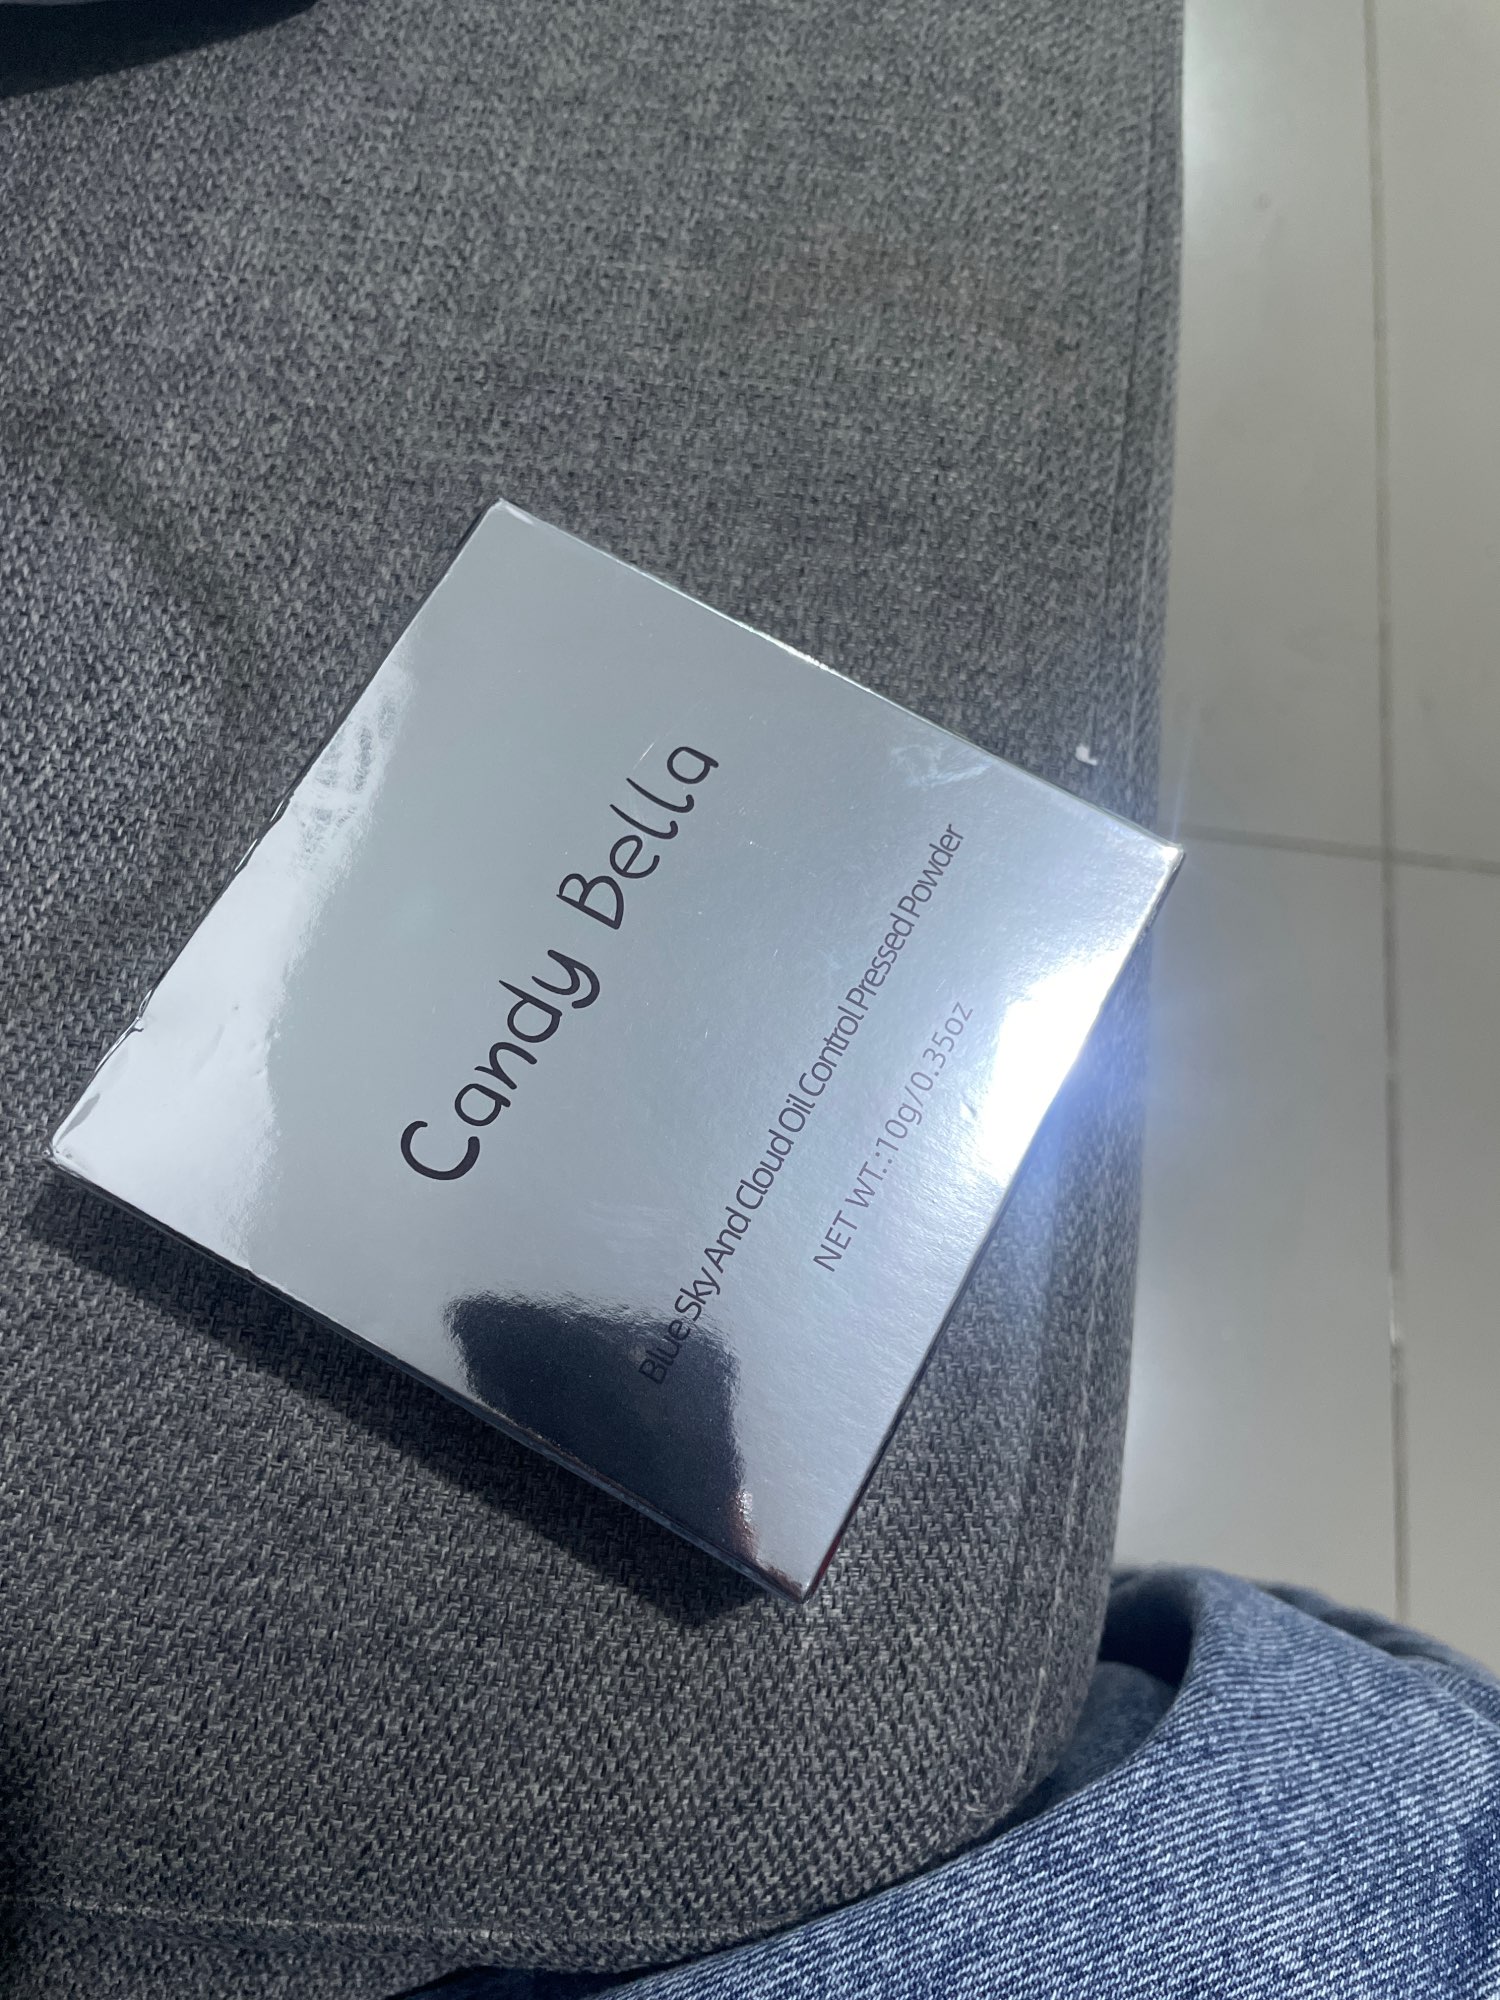 Candy Bella
Blue Sky And Cloud Oil Control Pressed Powder
NET WT.:10g/0.35oz